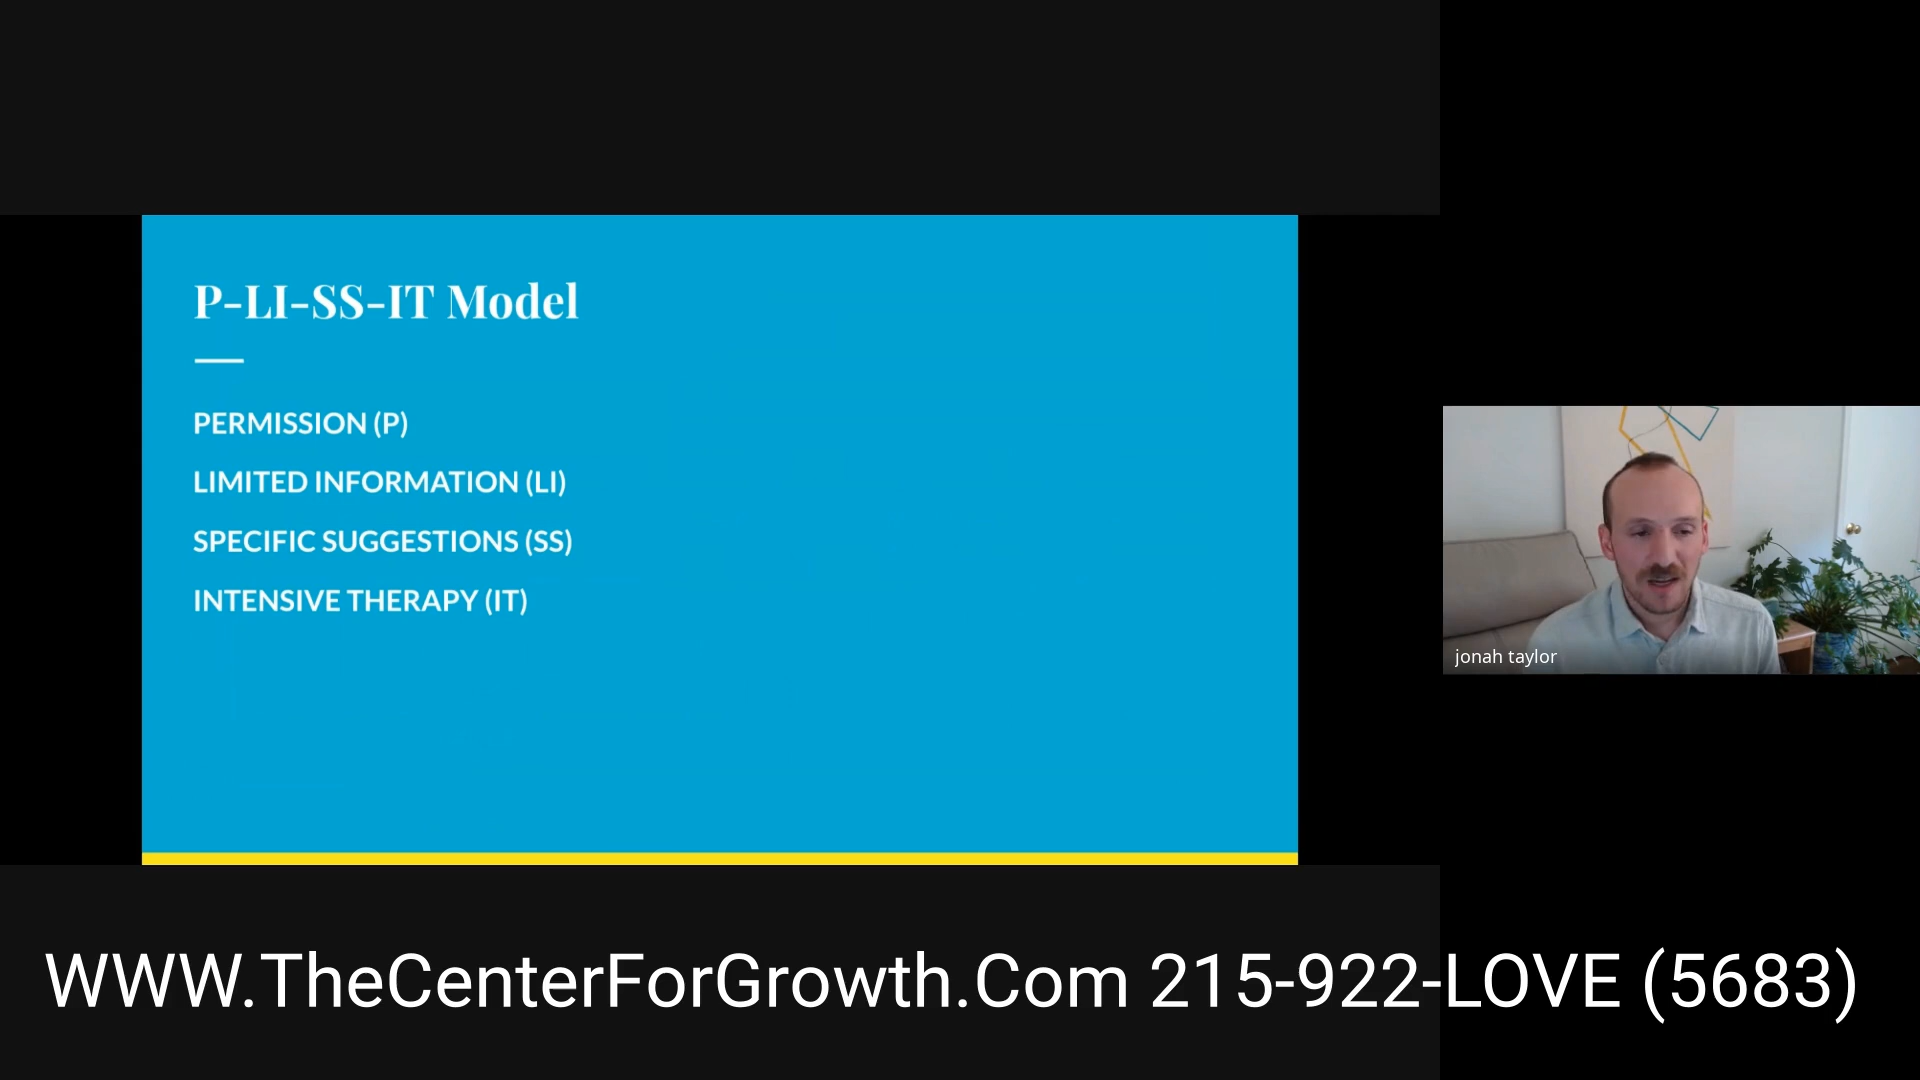 P-LI-SS-IT Model
PERMISSION (P)
LIMITED INFORMATION (LI)
SPECIFIC SUGGESTIONS (SS)
INTENSIVE THERAPY (IT)
jonah taylor
WWW.TheCenterForGrowth.Com 215-922-LOVE (5683)